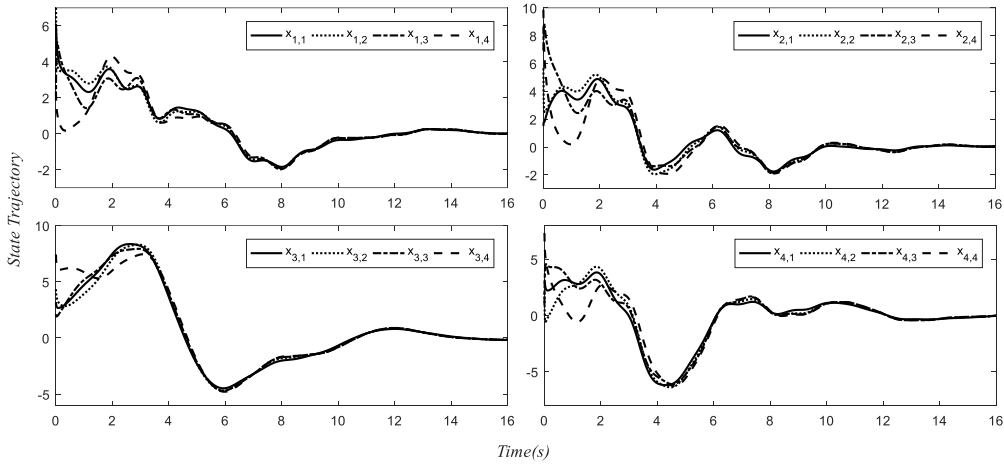 6
4
2
0
-2
x1,1 x1,2 x1,3 x1,4
0 2 4 6 8 10 12 14 16
10
8
6
4
2
0
-2
x2,1 x2,2 x2,3 x2,4
0 2 4 6 8 10 12 14 16
State Trajectory
10
5
0
-5
x3,1 x3,2 x3,3 x3,4
0 2 4 6 8 10 12 14 16
5
0
-5
x4,1 x4,2 x4,3 x4,4
0 2 4 6 8 10 12 14 16
Time(s)